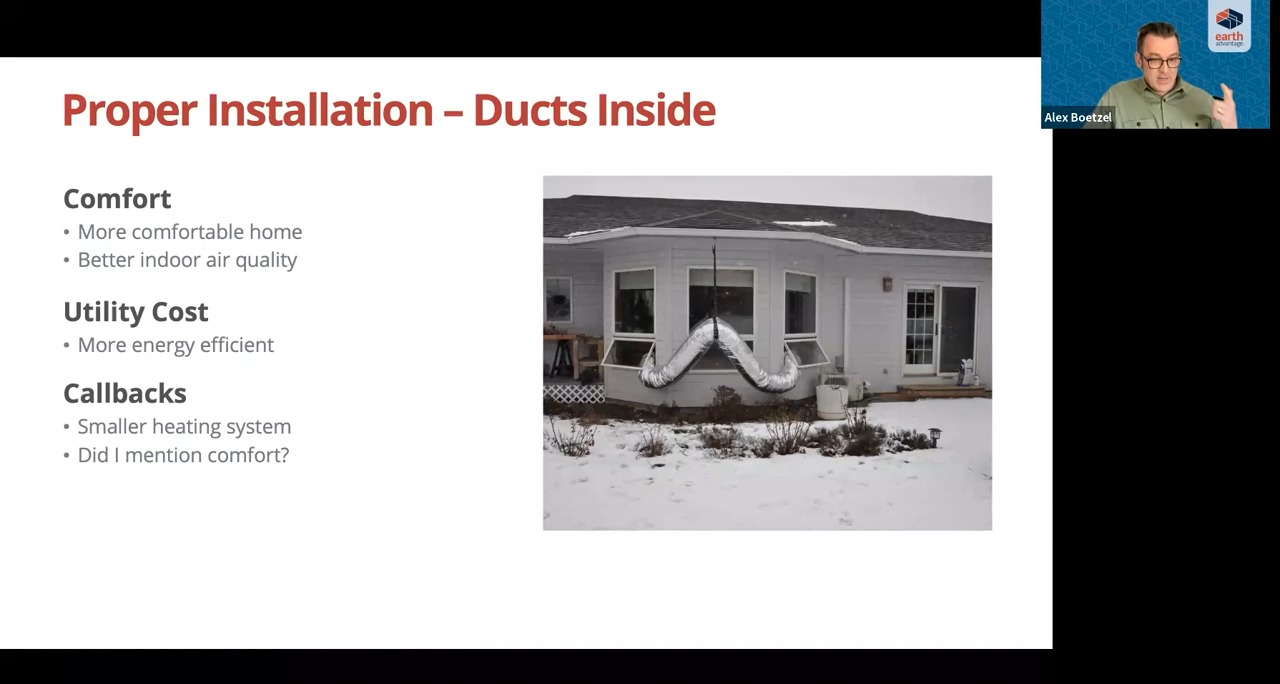 Proper Installation – Ducts Inside
Comfort
• More comfortable home
• Better indoor air quality
Utility Cost
• More energy efficient
Callbacks
• Smaller heating system
• Did I mention comfort?
earth
advantage
Alex Boetzel